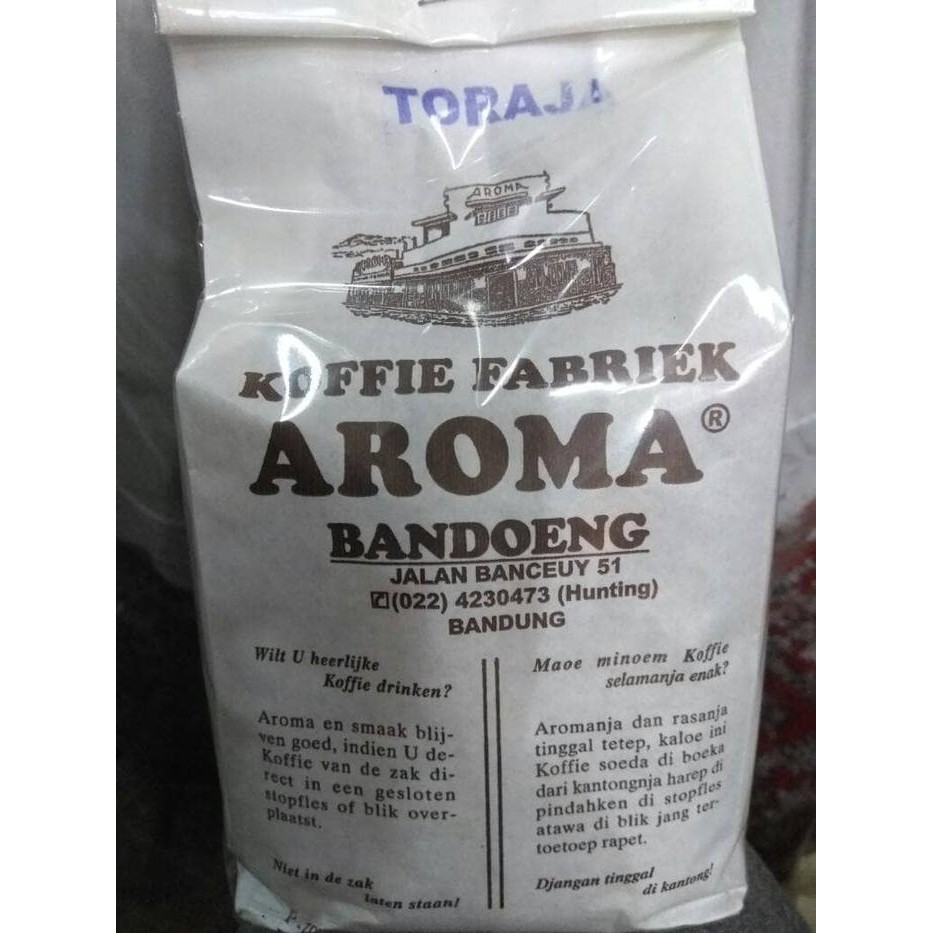 TORAJA
AROMA
KOFFIE FABRIEK
AROMA®
BANDOENG
JALAN BANCEUY 51
✆(022) 4230473 (Hunting)
BANDUNG
Wilt U heerlijke
Koffie drinken?
Aroma en smaak blij-
ven goed, indien U de-
Koffie van de zak di-
rect in een gesloten
stopfles of blik over-
plaatst.
Niet in de zak
laten staan!
Maoe minoem Koffie
selamanja enak?
Aromanja dan rasanja
tinggal tetep, kaloe ini
Koffie soeda di boeka
dari kantongnja harep di
pindahken di stopfles
atawa di blik jang ter-
toetoep rapet.
Djangan tinggal
di kantong!